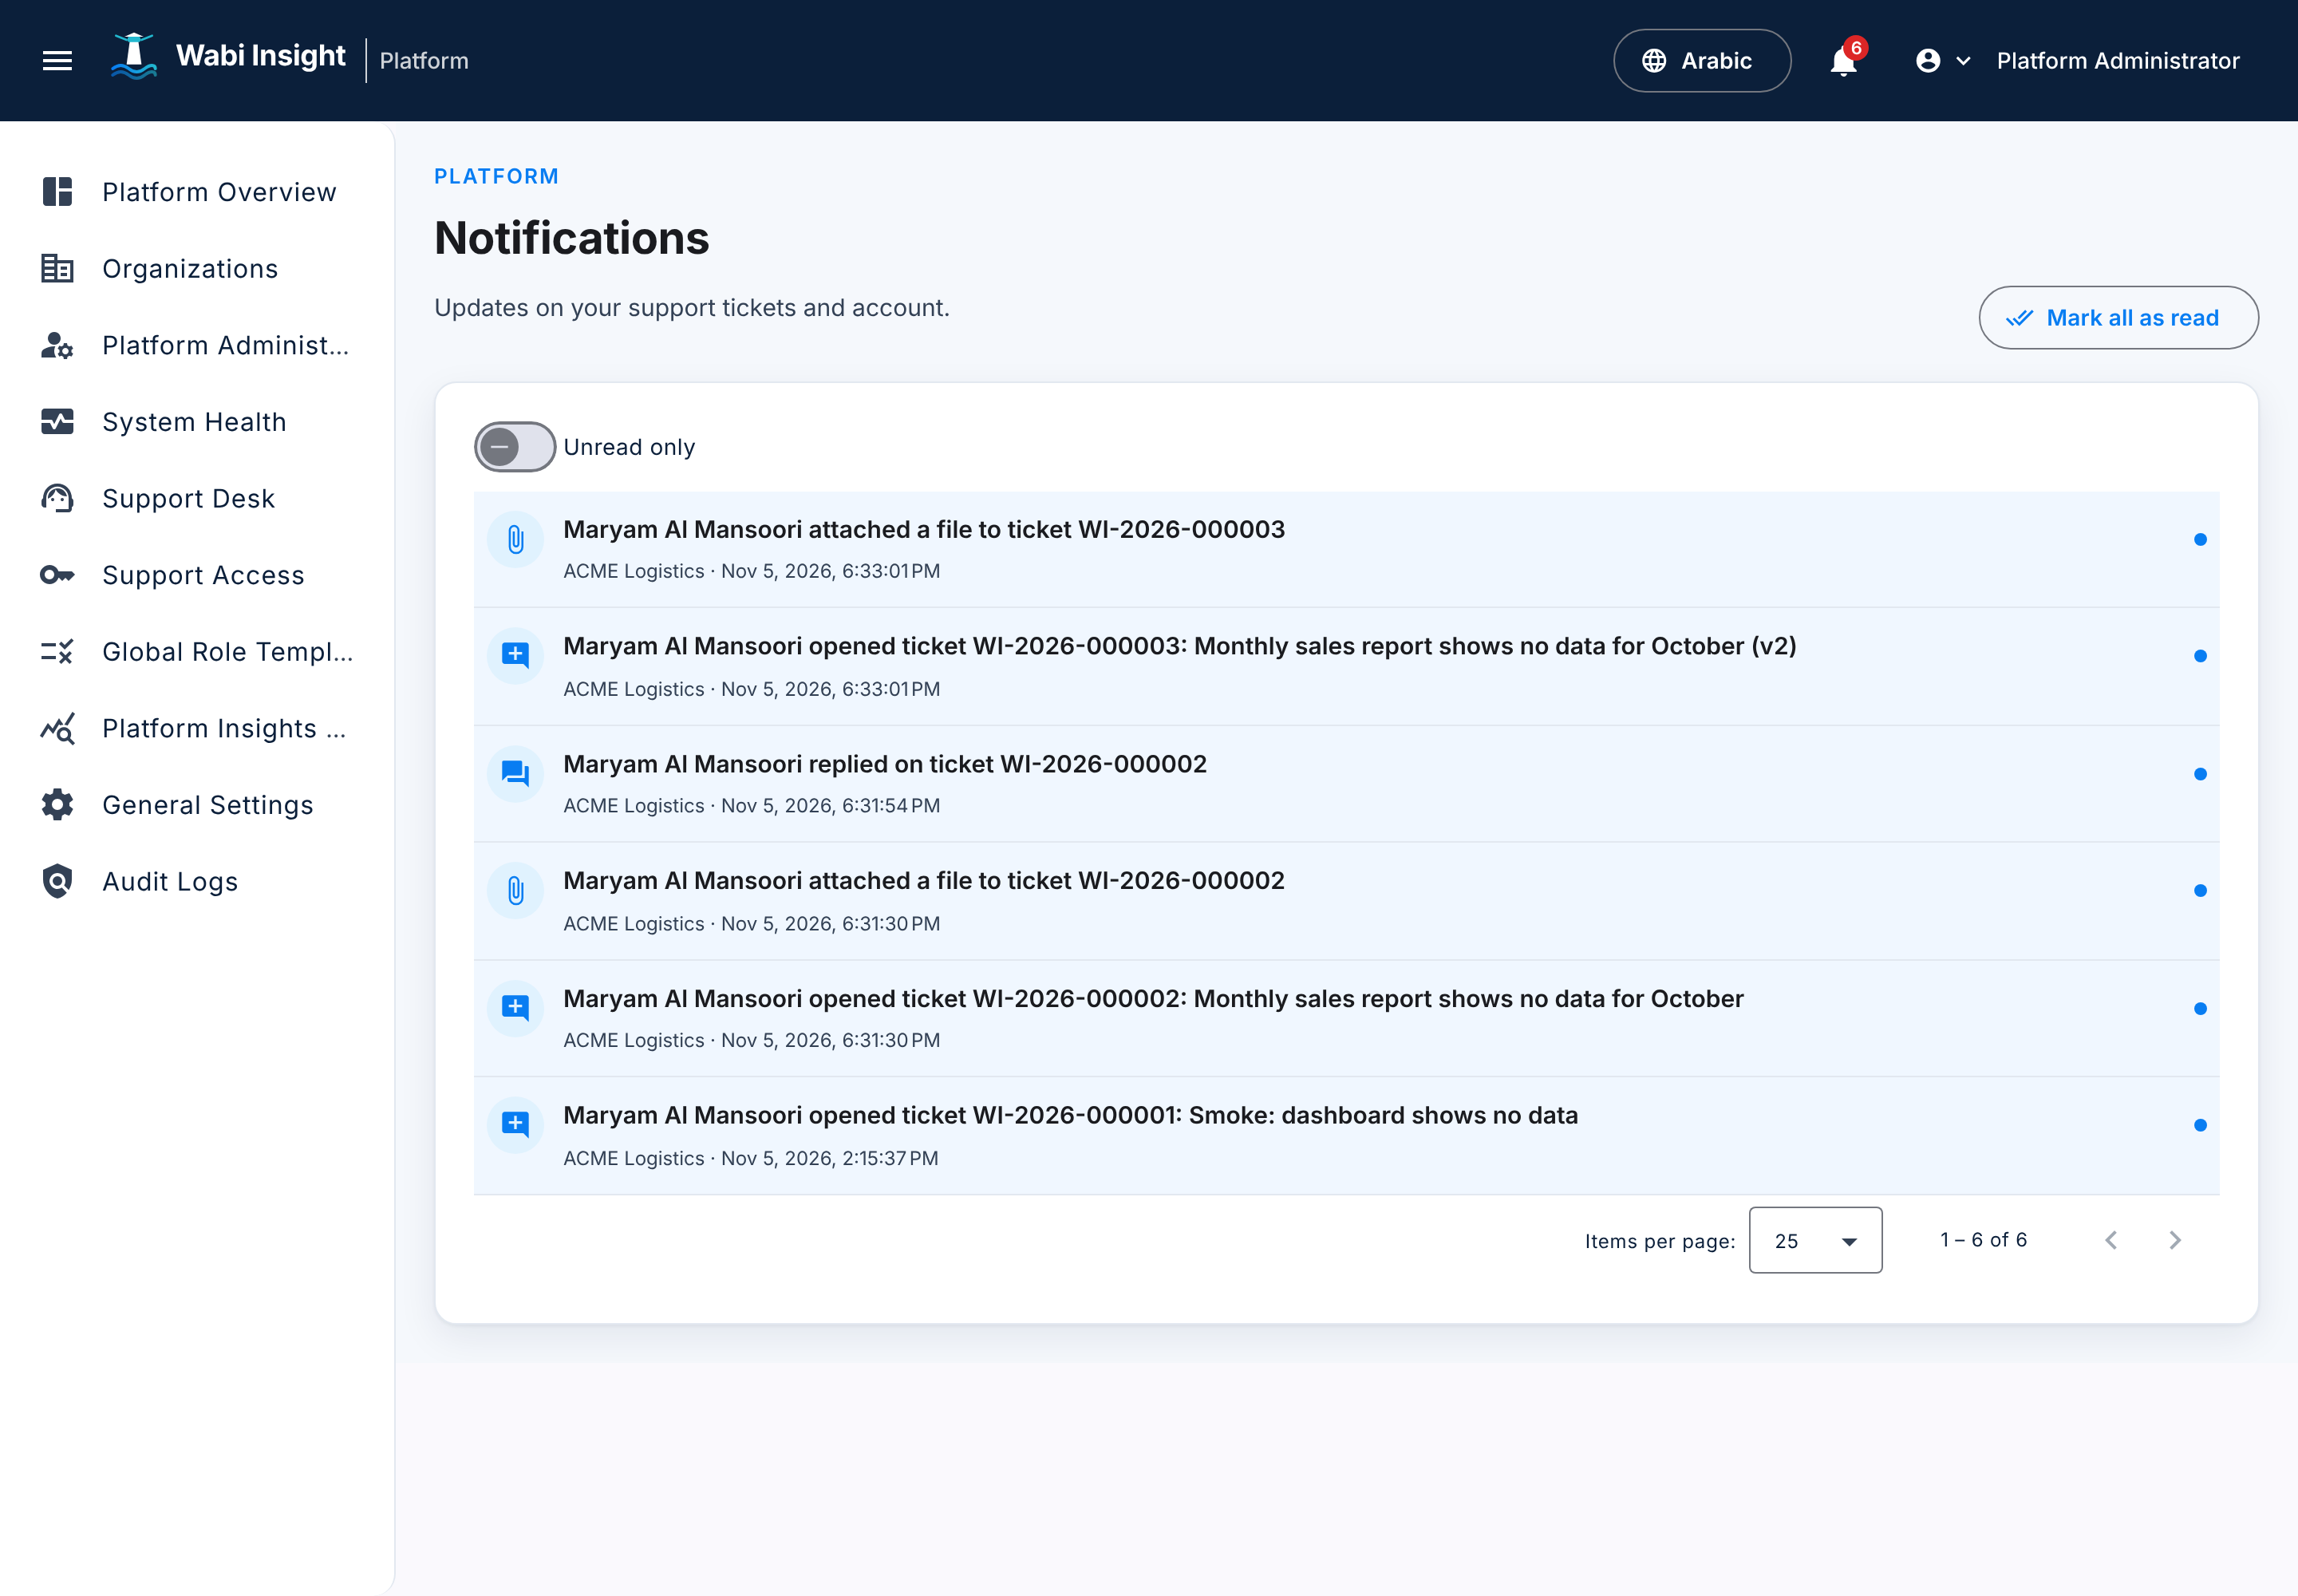 Wabi Insight
Platform
Arabic
6
Platform Administrator
Platform Overview
Organizations
Platform Administ...
System Health
Support Desk
Support Access
Global Role Templ...
Platform Insights ...
General Settings
Audit Logs
PLATFORM
Notifications
Updates on your support tickets and account.
Mark all as read
Unread only
Maryam Al Mansoori attached a file to ticket WI-2026-000003
ACME Logistics · Nov 5, 2026, 6:33:01 PM
Maryam Al Mansoori opened ticket WI-2026-000003: Monthly sales report shows no data for October (v2)
ACME Logistics · Nov 5, 2026, 6:33:01 PM
Maryam Al Mansoori replied on ticket WI-2026-000002
ACME Logistics · Nov 5, 2026, 6:31:54 PM
Maryam Al Mansoori attached a file to ticket WI-2026-000002
ACME Logistics · Nov 5, 2026, 6:31:30 PM
Maryam Al Mansoori opened ticket WI-2026-000002: Monthly sales report shows no data for October
ACME Logistics · Nov 5, 2026, 6:31:30 PM
Maryam Al Mansoori opened ticket WI-2026-000001: Smoke: dashboard shows no data
ACME Logistics · Nov 5, 2026, 2:15:37 PM
Items per page: 25 1 – 6 of 6